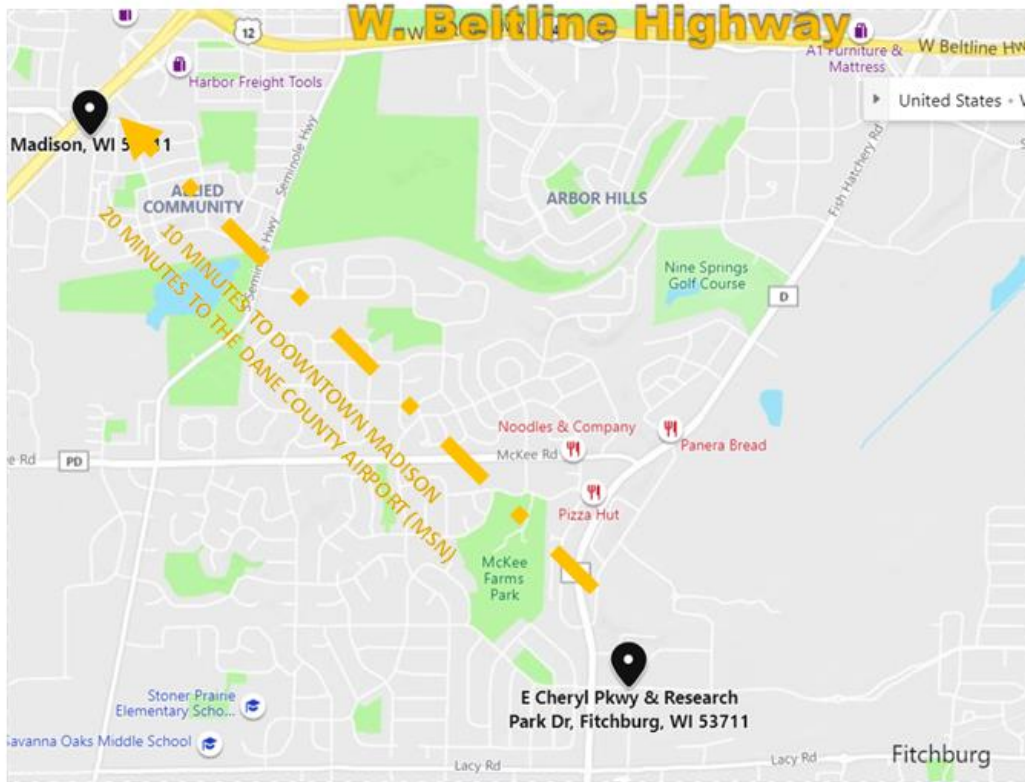 W. Beltline Highway
12
Harbor Freight Tools
A1 Furniture &
Mattress
W Beltline Hw
United States •
Madison, WI 5 11
Seminole Hwy
Fish Hatchery Rd
ALLIED
COMMUNITY
ARBOR HILLS
Nine Springs
Golf Course
D
10 MINUTES TO DOWNTOWN MADISON
20 MINUTES TO THE DANE COUNTY AIRPORT (MSN)
Noodles & Company
Panera Bread
McKee Rd
ee Rd
PD
Pizza Hut
McKee
Farms
Park
E Cheryl Pkwy & Research
Park Dr, Fitchburg, WI 53711
Stoner Prairie
Elementary Scho...
Savanna Oaks Middle School
Lacy Rd
Lacy Rd
Fitchburg